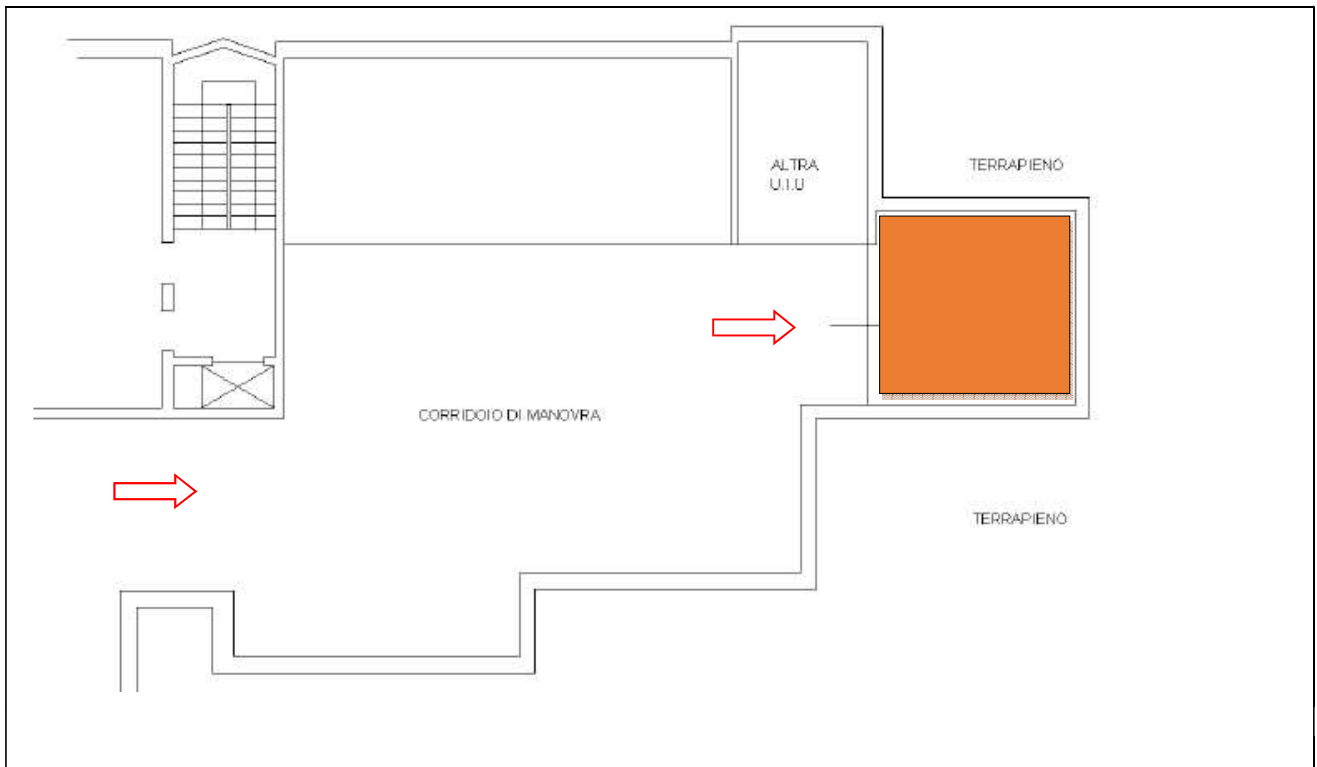 ALTRA
U.I.U
TERRAPIENO
CORRIDOIO DI MANOVRA
TERRAPIENO